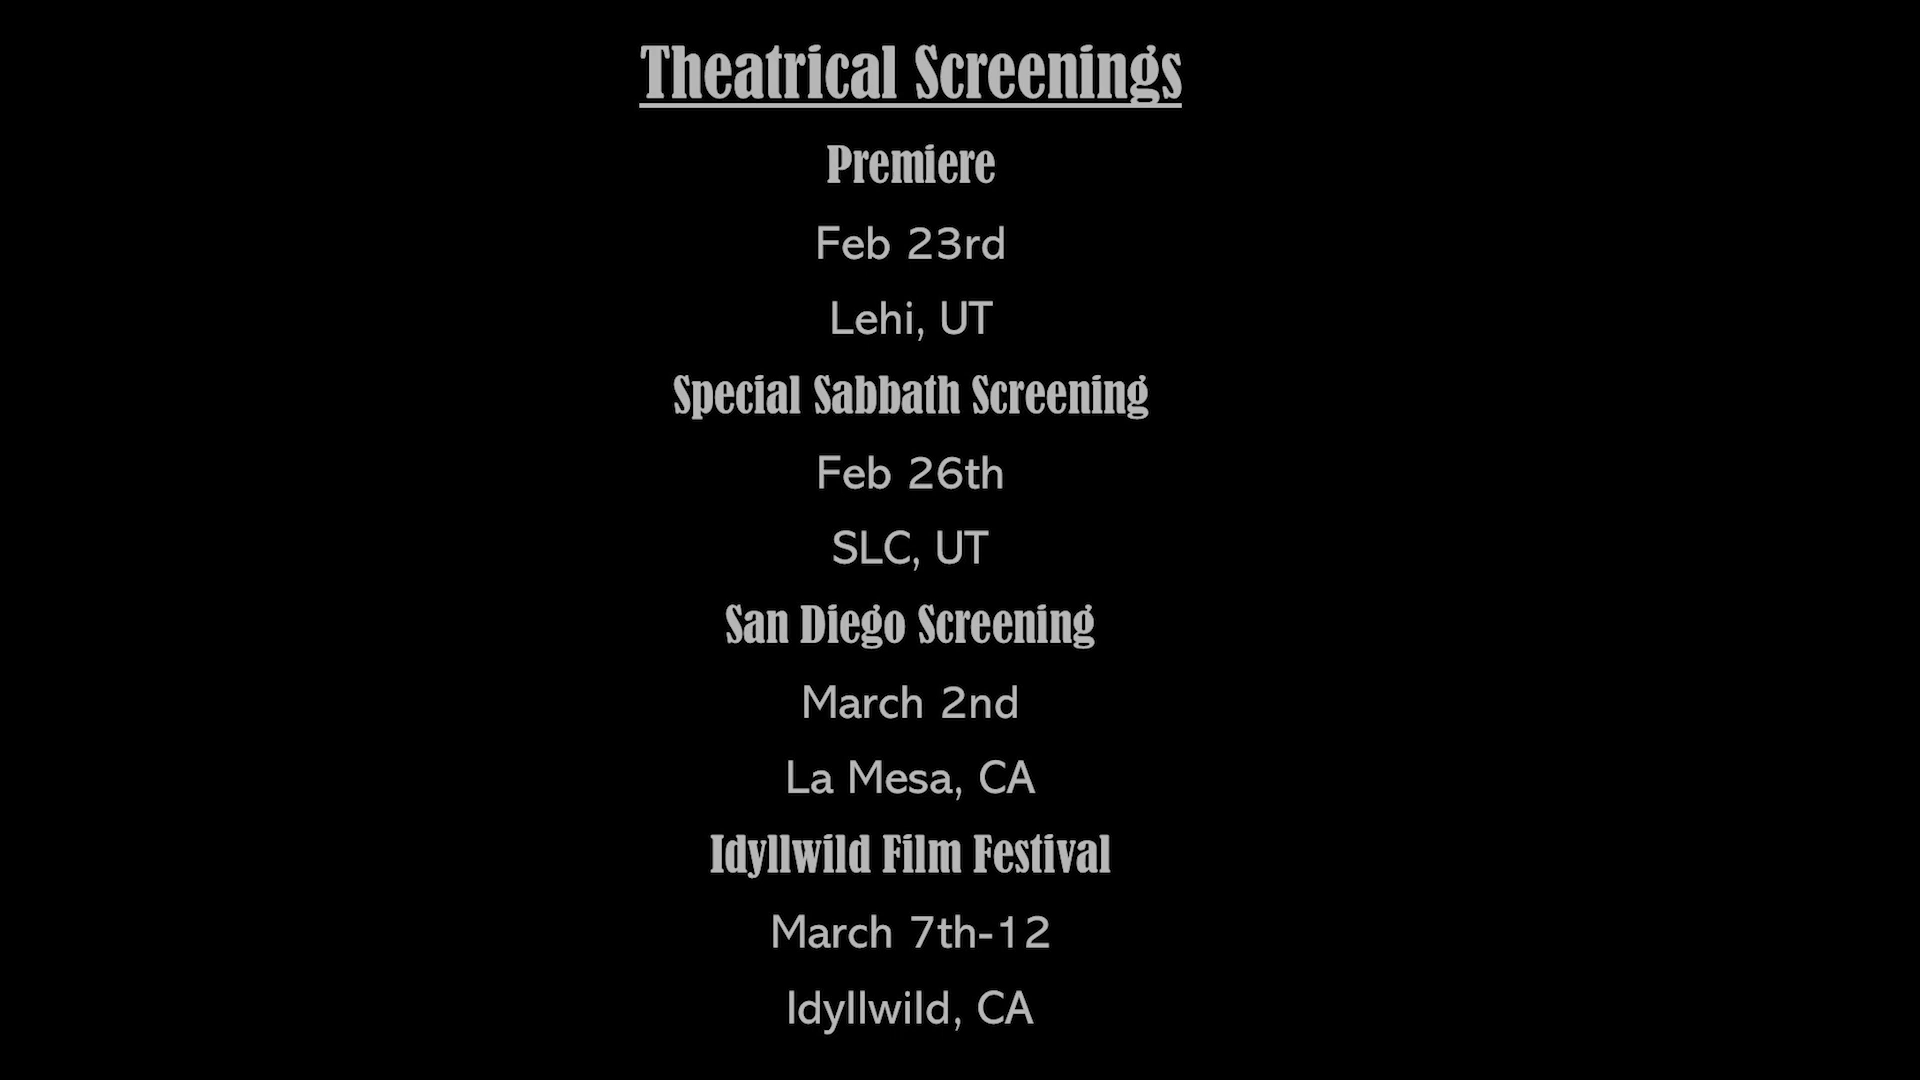 Theatrical Screenings
Premiere
Feb 23rd
Lehi, UT
Special Sabbath Screening
Feb 26th
SLC, UT
San Diego Screening
March 2nd
La Mesa, CA
Idyllwild Film Festival
March 7th-12
Idyllwild, CA